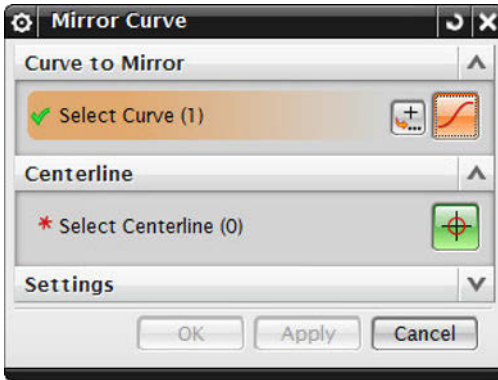 Mirror Curve
Curve to Mirror
Select Curve (1)
Centerline
* Select Centerline (0)
Settings
OK Apply Cancel